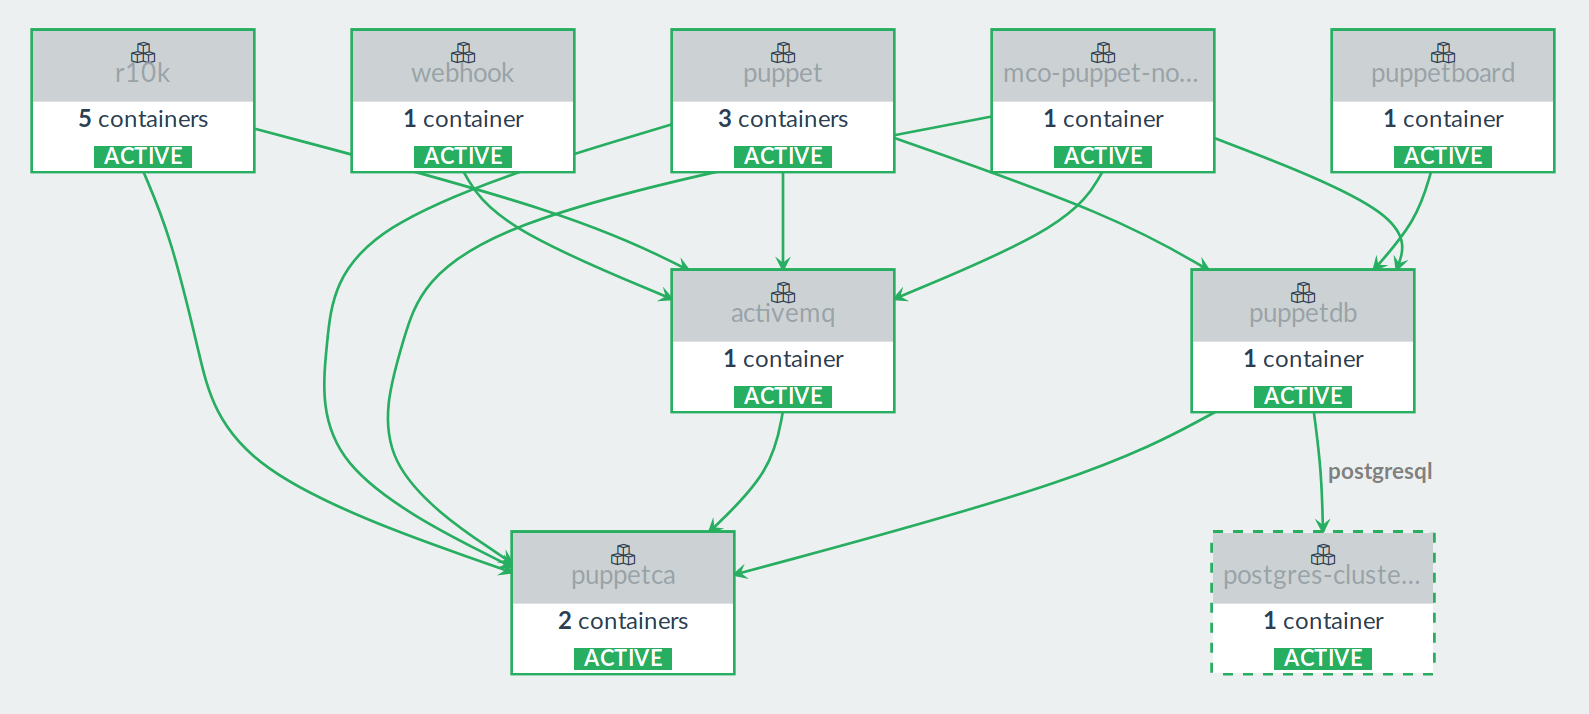 r10k
5 containers
ACTIVE
webhook
1 container
ACTIVE
puppet
3 containers
ACTIVE
mco-puppet-no...
1 container
ACTIVE
puppetboard
1 container
ACTIVE
activemq
1 container
ACTIVE
puppetdb
1 container
ACTIVE
postgresql
puppetca
2 containers
ACTIVE
postgres-cluste...
1 container
ACTIVE